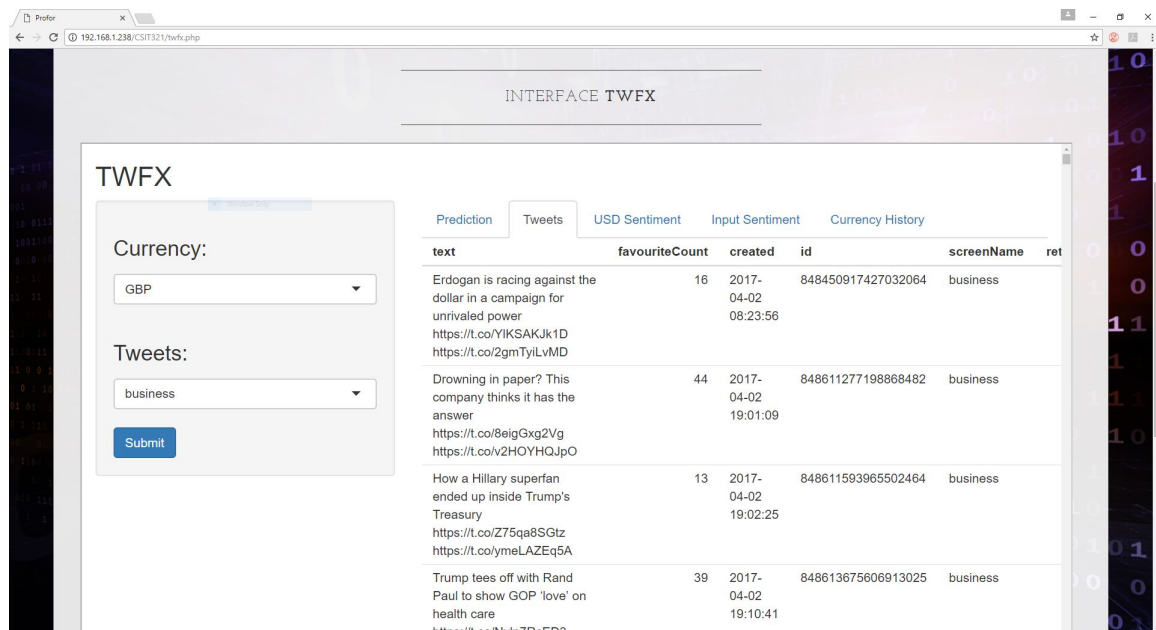 Profor
192.168.1.238/CSIT321/twfx.php
INTERFACE TWFX
TWFX
Currency:
GBP
Tweets:
business
Submit
Prediction Tweets USD Sentiment Input Sentiment Currency History
text favouriteCount created id screenName ret
Erdogan is racing against the 16 2017- 848450917427032064 business
dollar in a campaign for 04-02
unrivaled power 08:23:56
https://t.co/YlKSAKJk1D
https://t.co/2gmTyiLvMD
Drowning in paper? This 44 2017- 848611277198868482 business
company thinks it has the 04-02
answer 19:01:09
https://t.co/8eigGxg2Vg
https://t.co/v2HOYHQJpO
How a Hillary superfan 13 2017- 848611593965502464 business
ended up inside Trump's 04-02
Treasury 19:02:25
https://t.co/Z75qa8SGtz
https://t.co/ymeLAZEq5A
Trump tees off with Rand 39 2017- 848613675606913025 business
Paul to show GOP 'love' on 04-02
health care 19:10:41